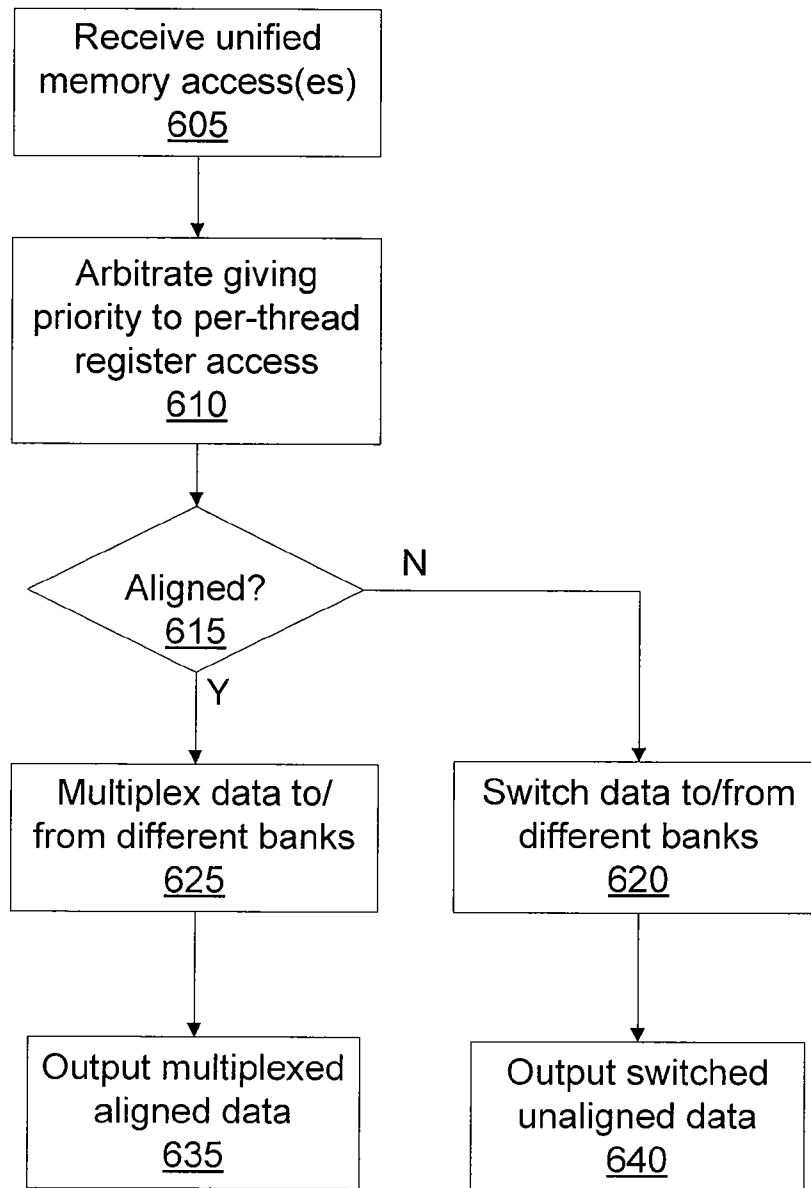 Receive unified
memory access(es)
605
Arbitrate giving
priority to per-thread
register access
610
Aligned?
615
N
Y
Multiplex data to/
from different banks
625
Switch data to/from
different banks
620
Output multiplexed
aligned data
635
Output switched
unaligned data
640